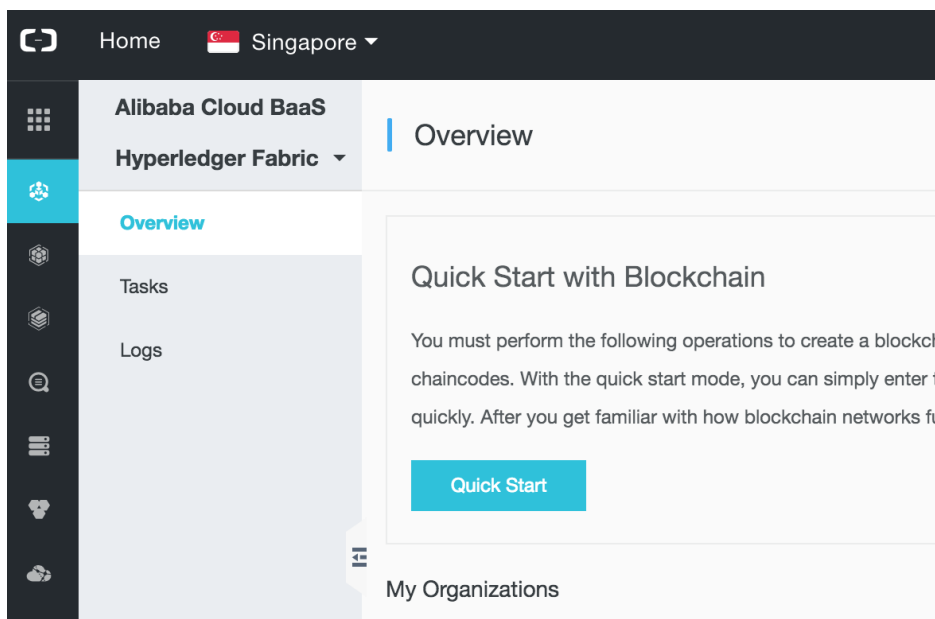 Home Singapore
Alibaba Cloud BaaS
Hyperledger Fabric
Overview
Tasks
Logs
Overview
Quick Start with Blockchain
You must perform the following operations to create a
chaincodes. With the quick start mode, you can simply enter
quickly. After you get familiar with how blockchain networks
Quick Start
My Organizations